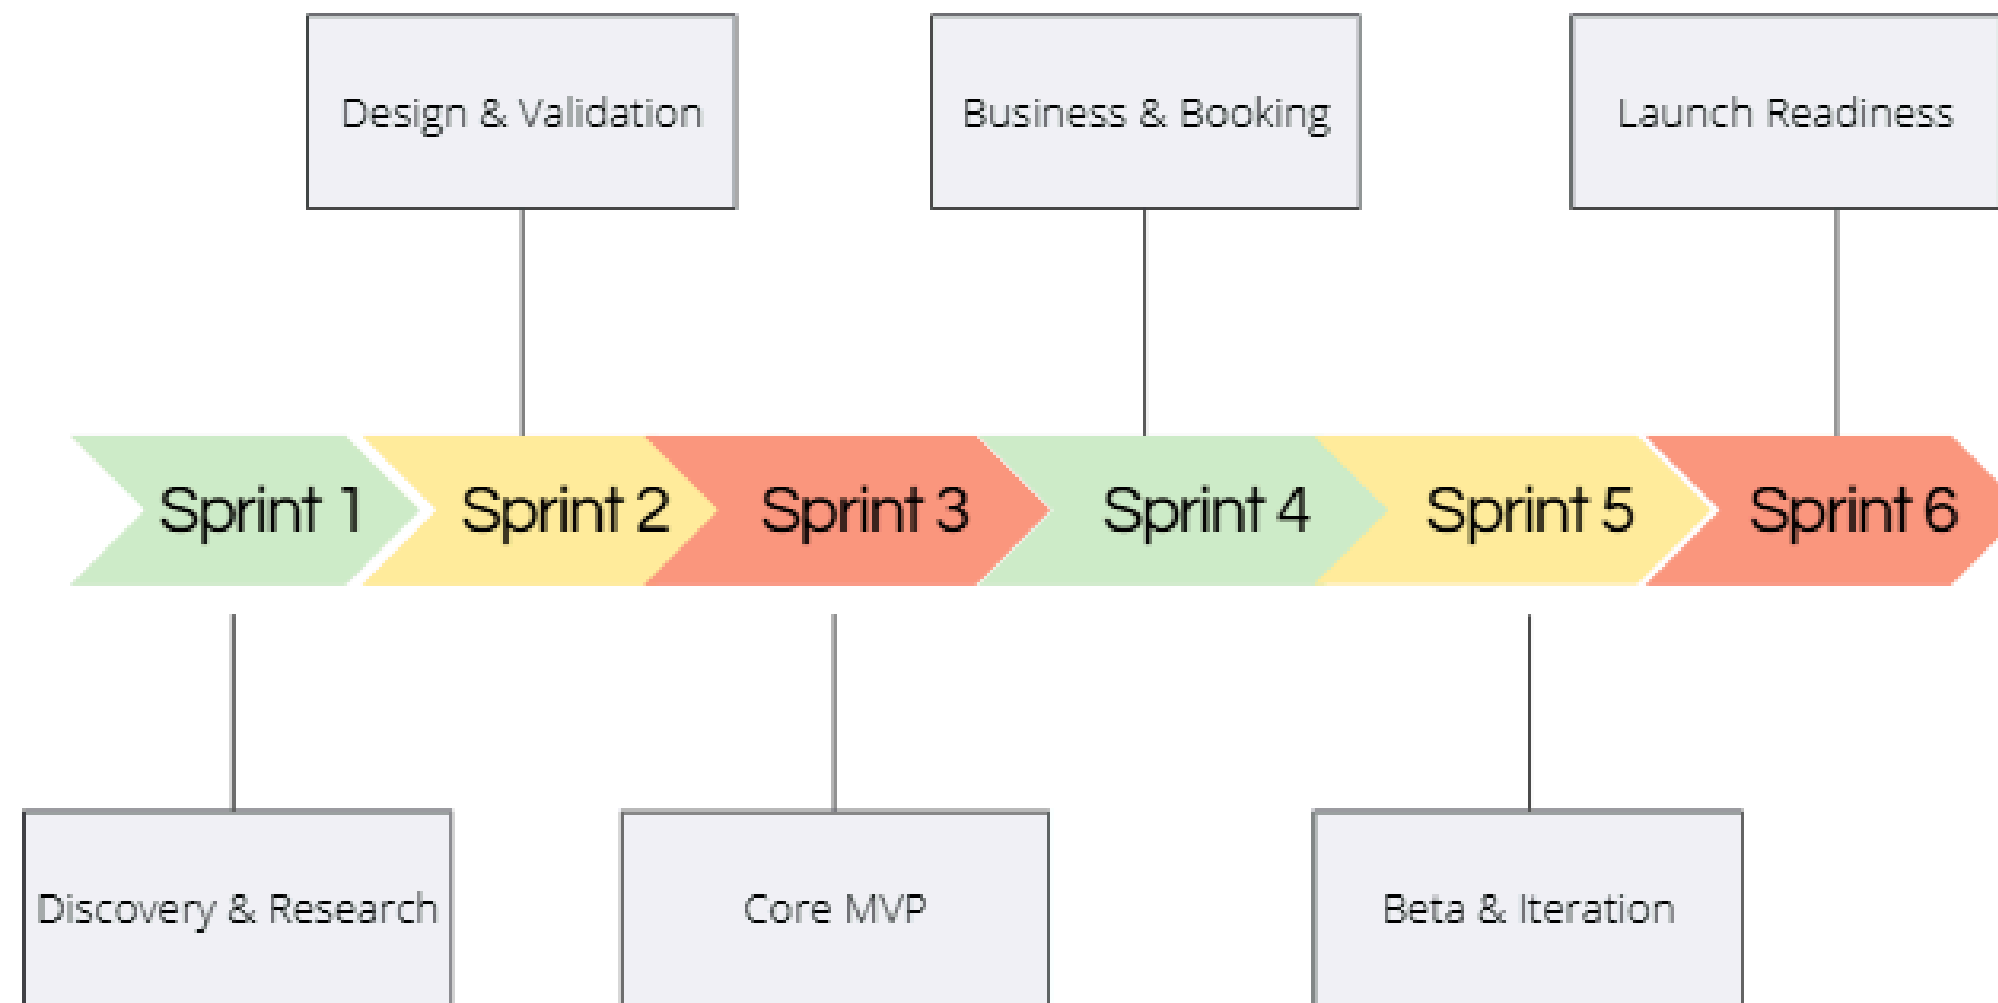 Design & Validation
Business & Booking
Launch Readiness
Sprint 1
Sprint 2
Sprint 3
Sprint 4
Sprint 5
Sprint 6
Discovery & Research
Core MVP
Beta & Iteration